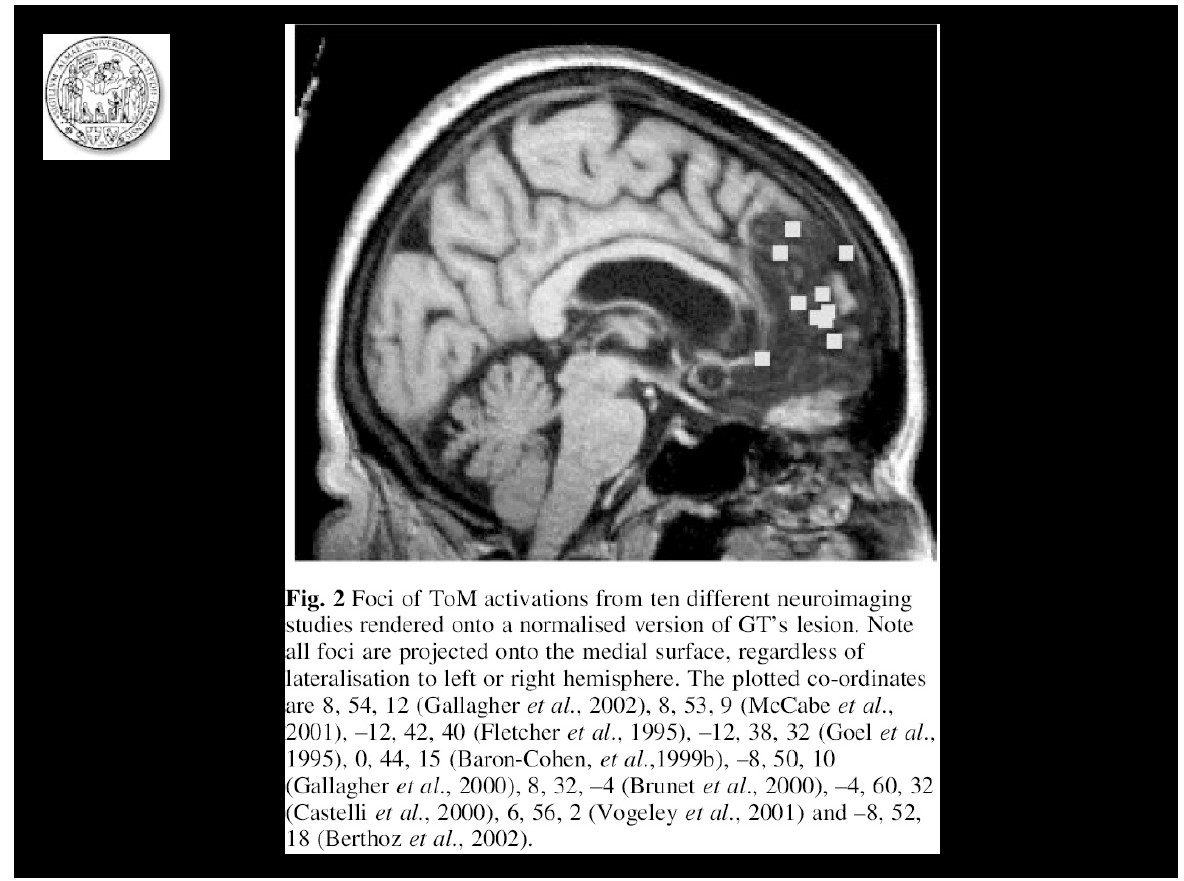 Fig. 2 Foci of ToM activations from ten different neuroimaging
studies rendered onto a normalised version of GT's lesion. Note
all foci are projected onto the medial surface, regardless of
lateralisation to left or right hemisphere. The plotted co-ordinates
are 8, 54, 12 (Gallagher et al., 2002), 8, 53, 9 (McCabe et al.,
2001), –12, 42, 40 (Fletcher et al., 1995), –12, 38, 32 (Goel et al.,
1995), 0, 44, 15 (Baron-Cohen, et al.,1999b), –8, 50, 10
(Gallagher et al., 2000), 8, 32, –4 (Brunet et al., 2000), –4, 60, 32
(Castelli et al., 2000), 6, 56, 2 (Vogeley et al., 2001) and –8, 52,
18 (Berthoz et al., 2002).